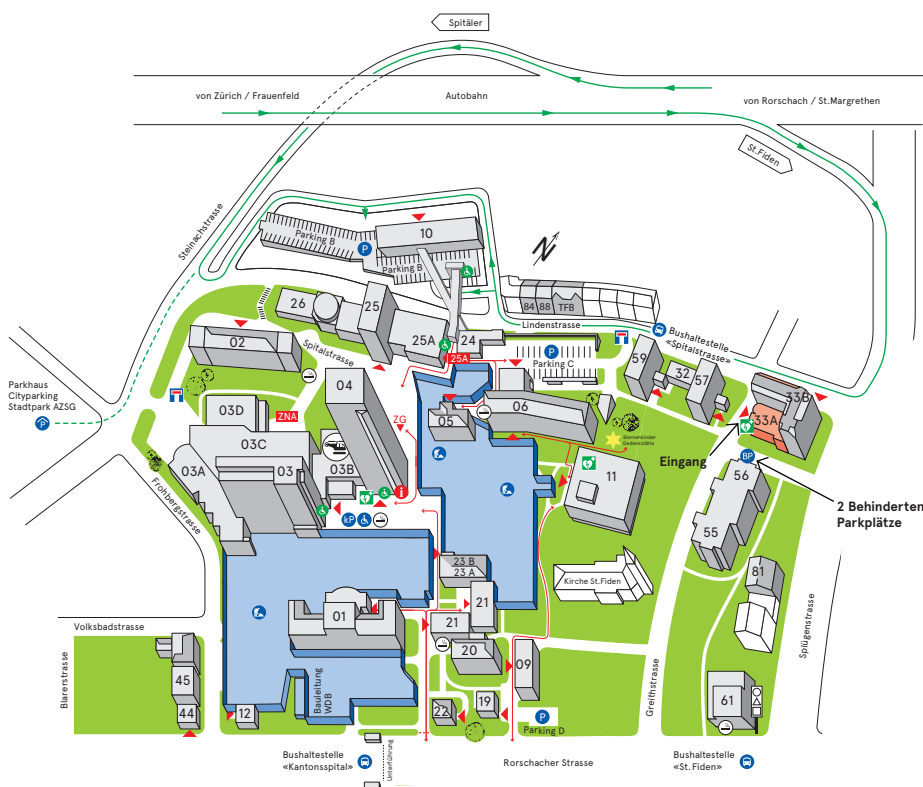 Spitäler
von Zürich / Frauenfeld
Autobahn
von Rorschach / St.Margrethen
St.Fiden
Steinachstrasse
Parking B
P
10
Parking B
N
84
88
TFB
Lindenstrasse
Bushaltestelle
«Spitalstrasse»
26
25
25A
24
25A
02
Spitalstrasse
04
P
Parking C
59
32
57
33B
33A
Parkhaus
Cityparking
Stadtpark AZSG
P
03D
ZNA
ZG
05
06
Sternenkinder
Gedenkstätte
Eingang
BP
03C
03A
03
03B
i
kP
11
56
55
2 Behinderten
Parkplätze
Frohbergstrasse
23 B
23 A
Kirche St.Fiden
81
21
21
01
20
09
Volksbadstrasse
Blarerstrasse
45
44
12
Bauleitung
WDB
22
19
P
Parking D
Greithstrasse
Splügenstrasse
61
Unterführung
Bushaltestelle
«Kantonsspital»
Rorschacher Strasse
Bushaltestelle
«St.Fiden»